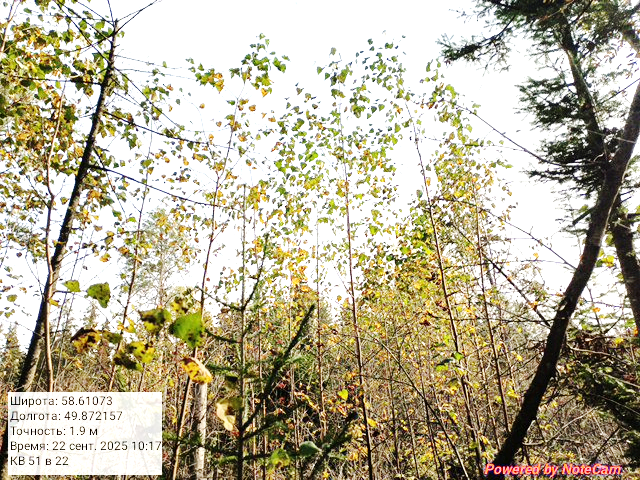 Широта: 58.61073
Долгота: 49.872157
Точность: 1.9 м
Время: 22 сент. 2025 10:17
КВ 51 в 22
Powered by NoteCam